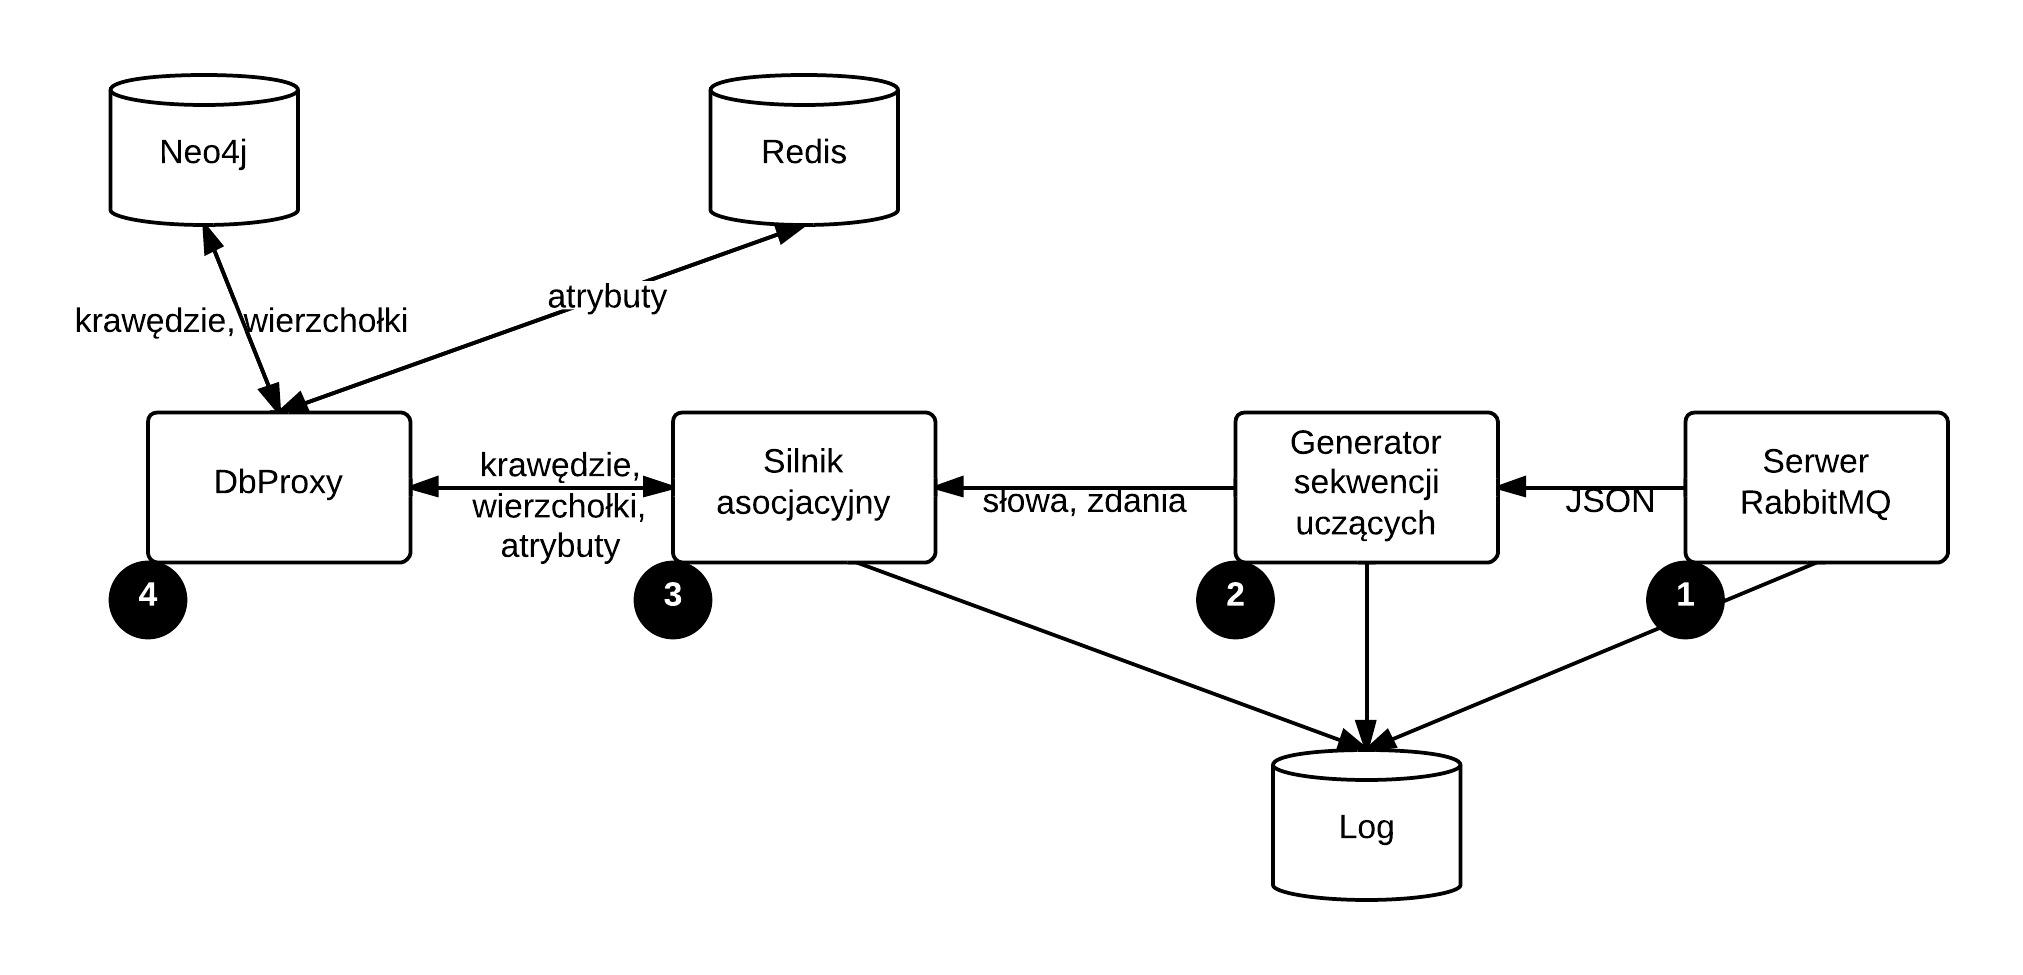 Neo4j
Redis
atrybuty
krawędzie, wierzchołki
DbProxy
krawędzie,
wierzchołki,
atrybuty
Silnik
asocjacyjny
słowa, zdania
Generator
sekwencji
uczących
JSON
Serwer
RabbitMQ
4
3
2
1
Log